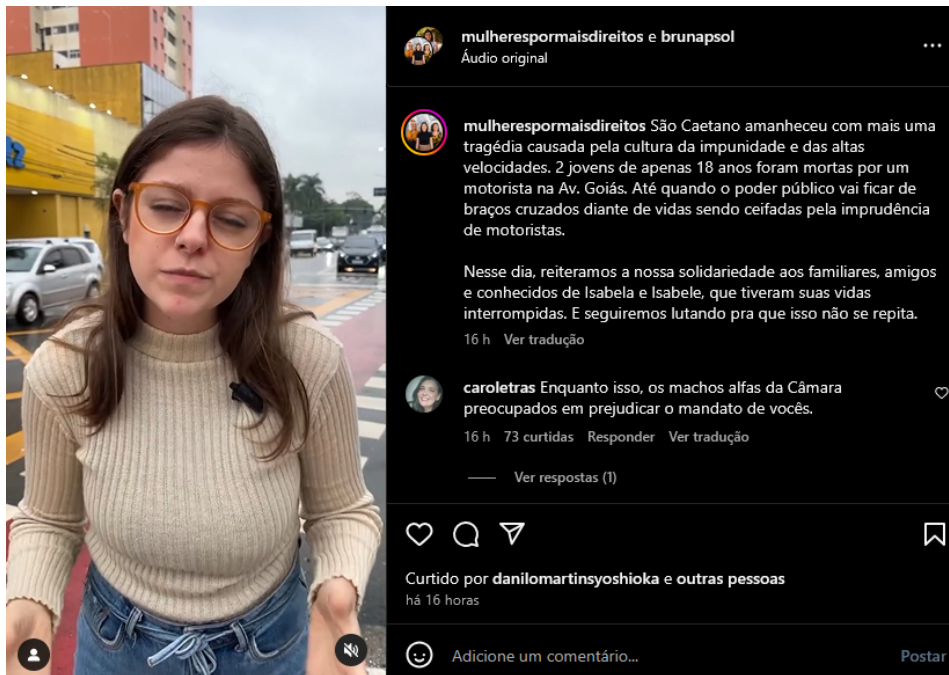 mulherespormaisdireitos e brunapsol
Áudio original
mulherespormaisdireitos São Caetano amanheceu com mais uma
tragédia causada pela cultura da impunidade e das altas
velocidades. 2 jovens de apenas 18 anos foram mortas por um
motorista na Av. Goiás. Até quando o poder público vai ficar de
braços cruzados diante de vidas sendo ceifadas pela imprudência
de motoristas.
Nesse dia, reiteramos a nossa solidariedade aos familiares, amigos
e conhecidos de Isabela e Isabele, que tiveram suas vidas
interrompidas. E seguiremos lutando pra que isso não se repita.
16 h Ver tradução
caroletras Enquanto isso, os machos alfas da Câmara
preocupados em prejudicar o mandato de vocês.
16 h 73 curtidas Responder Ver tradução
Ver respostas (1)
Curtido por danilomartinsyoshioka e outras pessoas
há 16 horas
Adicione um comentário...
Postar